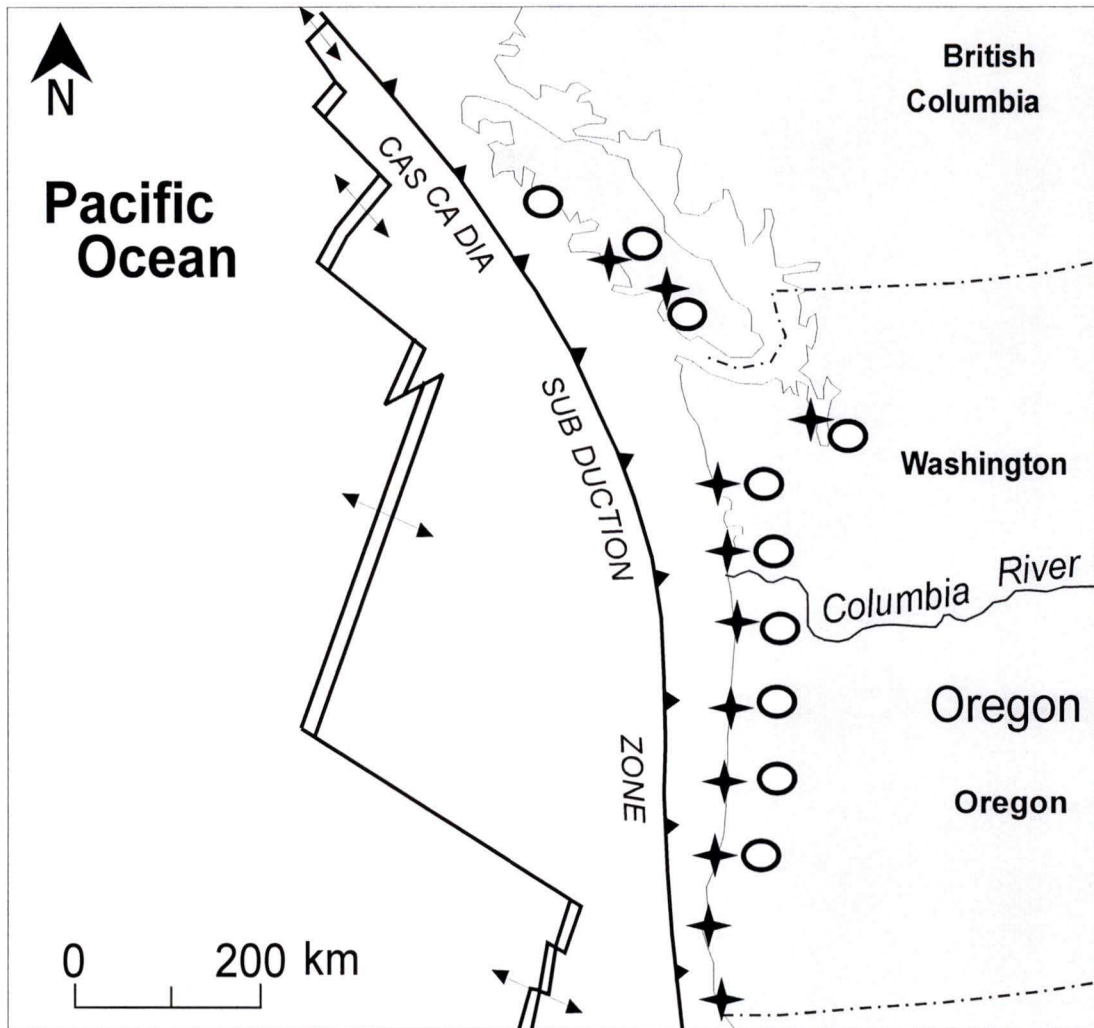 N
British
Columbia
Pacific
Ocean
CAS CA DIA
SUB DUCTION
ZONE
Washington
Columbia River
Oregon
Oregon
0 200 km